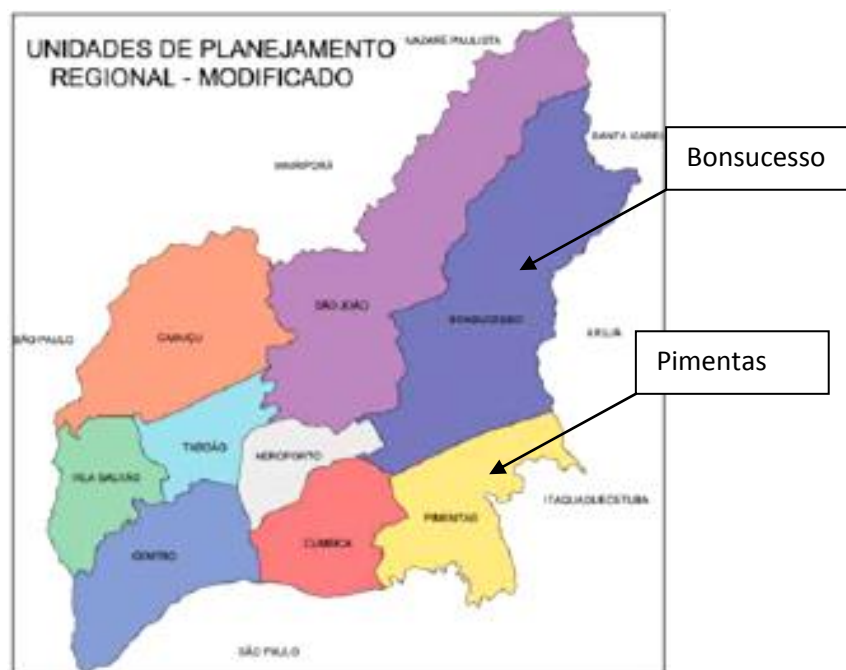 UNIDADES DE PLANEJAMENTO
REGIONAL - MODIFICADO
NAZARÉ PAULISTA
SANTA ISABEL
Bonsucesso
MAIRIPORÃ
SÃO JOÃO
BONSUCESSO
SÃO PAULO
CABUÇU
ARUJÁ
Pimentas
TABOÃO
AEROPORTO
VILA GALVÃO
ITAQUAQUECETUBA
PIMENTAS
CENTRO
CUMBICA
SÃO PAULO